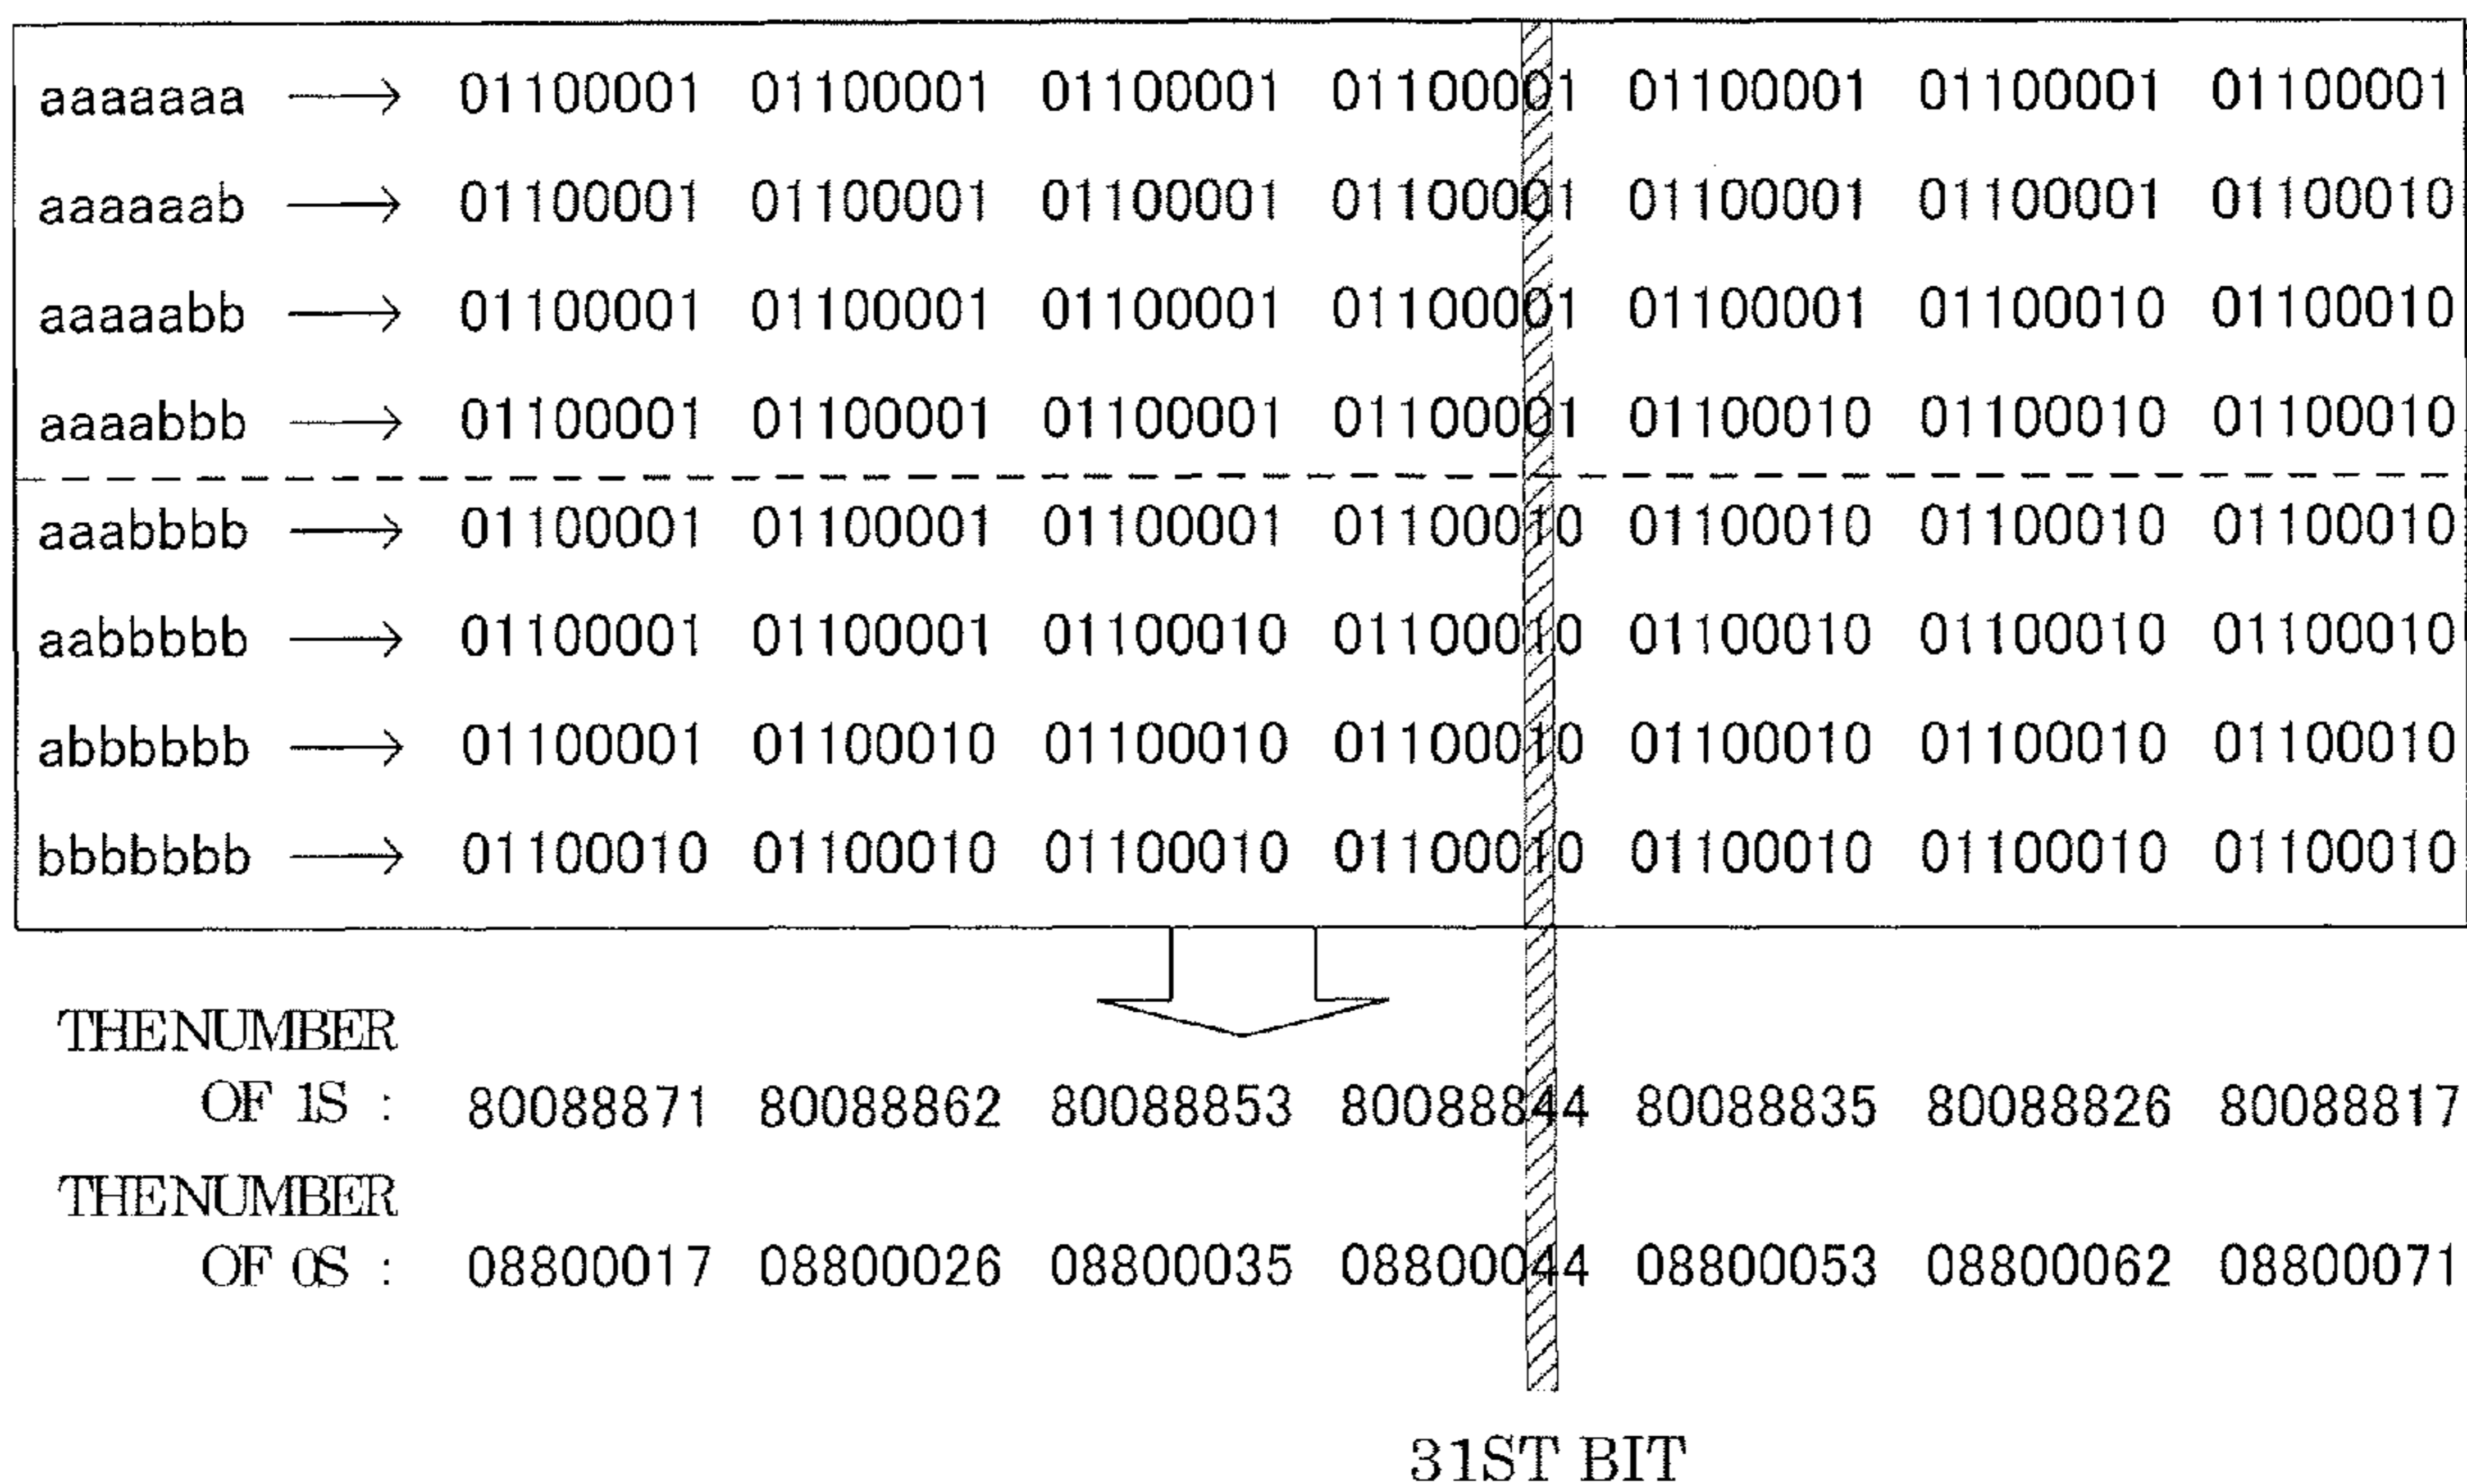 aaaaaaa → 01100001 01100001 01100001 01100001 01100001 01100001 01100001
aaaaaab → 01100001 01100001 01100001 01100001 01100001 01100001 01100010
aaaaabb → 01100001 01100001 01100001 01100001 01100001 01100010 01100010
aaaabbb → 01100001 01100001 01100001 01100001 01100010 01100010 01100010
aaabbbb → 01100001 01100001 01100001 01100010 01100010 01100010 01100010
aabbbbb → 01100001 01100001 01100010 01100010 01100010 01100010 01100010
abbbbbb → 01100001 01100010 01100010 01100010 01100010 01100010 01100010
bbbbbbb → 01100010 01100010 01100010 01100010 01100010 01100010 01100010
THE NUMBER
OF 1S : 80088871 80088862 80088853 80088844 80088835 80088826 80088817
THE NUMBER
OF 0S : 08800017 08800026 08800035 08800044 08800053 08800062 08800071
31ST BIT